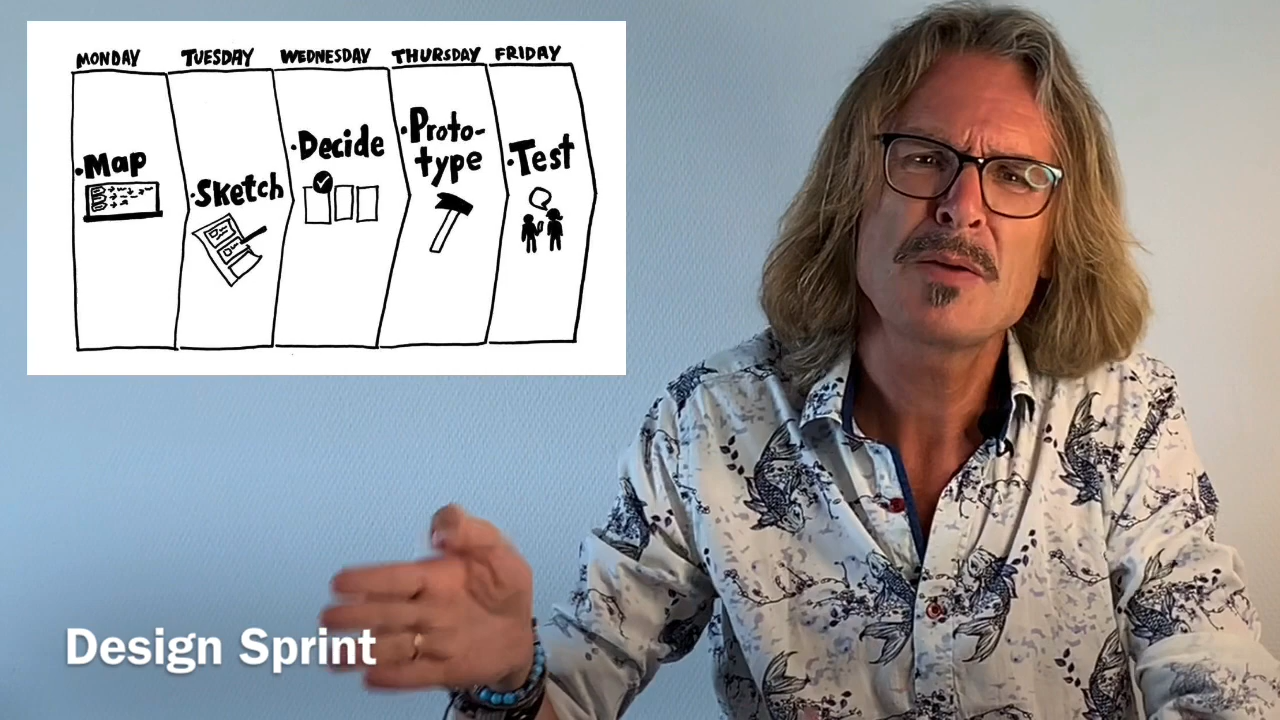 MONDAY TUESDAY WEDNESDAY THURSDAY FRIDAY
•Map
•Sketch
•Decide
•Proto-
type
•Test
Design Sprint